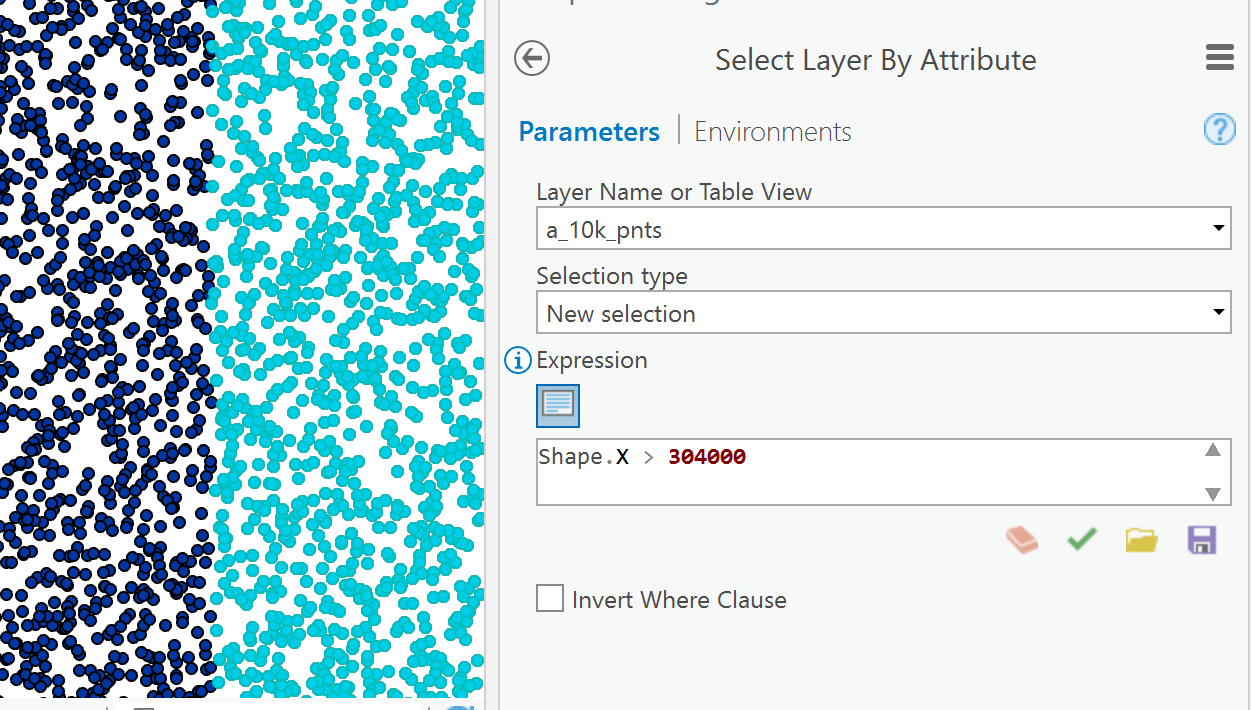 Select Layer By Attribute
Parameters | Environments
?
Layer Name or Table View
a_10k_pnts
Selection type
New selection
i Expression
Shape.X > 304000
Invert Where Clause